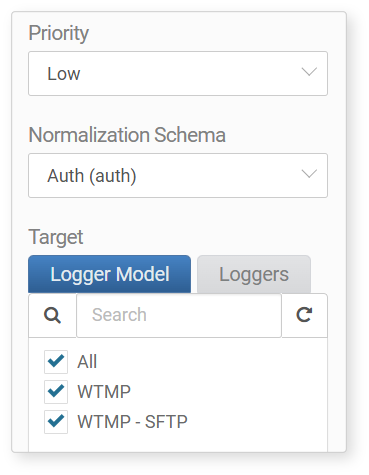 Priority
Low
Normalization Schema
Auth (auth)
Target
Logger Model Loggers
Search
All
WTMP
WTMP - SFTP